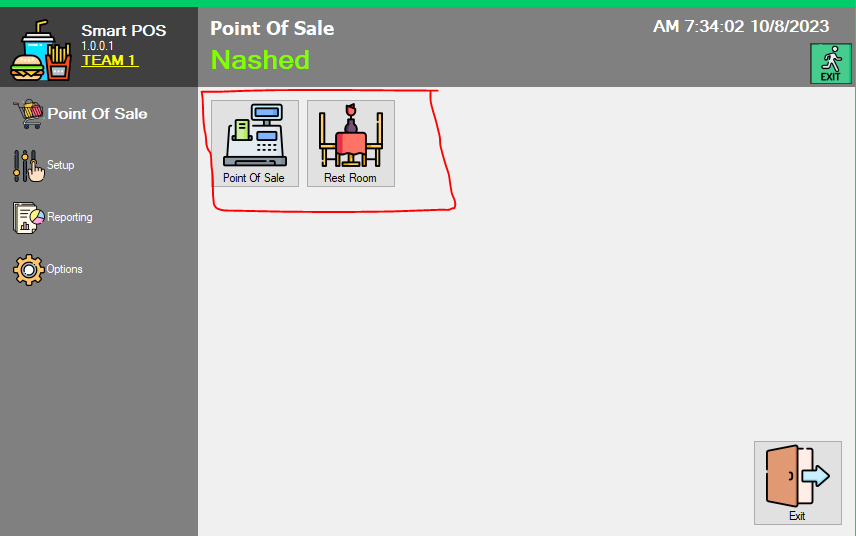 Smart POS
1.0.0.1
TEAM 1
Point Of Sale
Nashed
AM 7:34:02 10/8/2023
EXIT
Point Of Sale
Setup
Reporting
Options
Point Of Sale
Rest Room
Exit